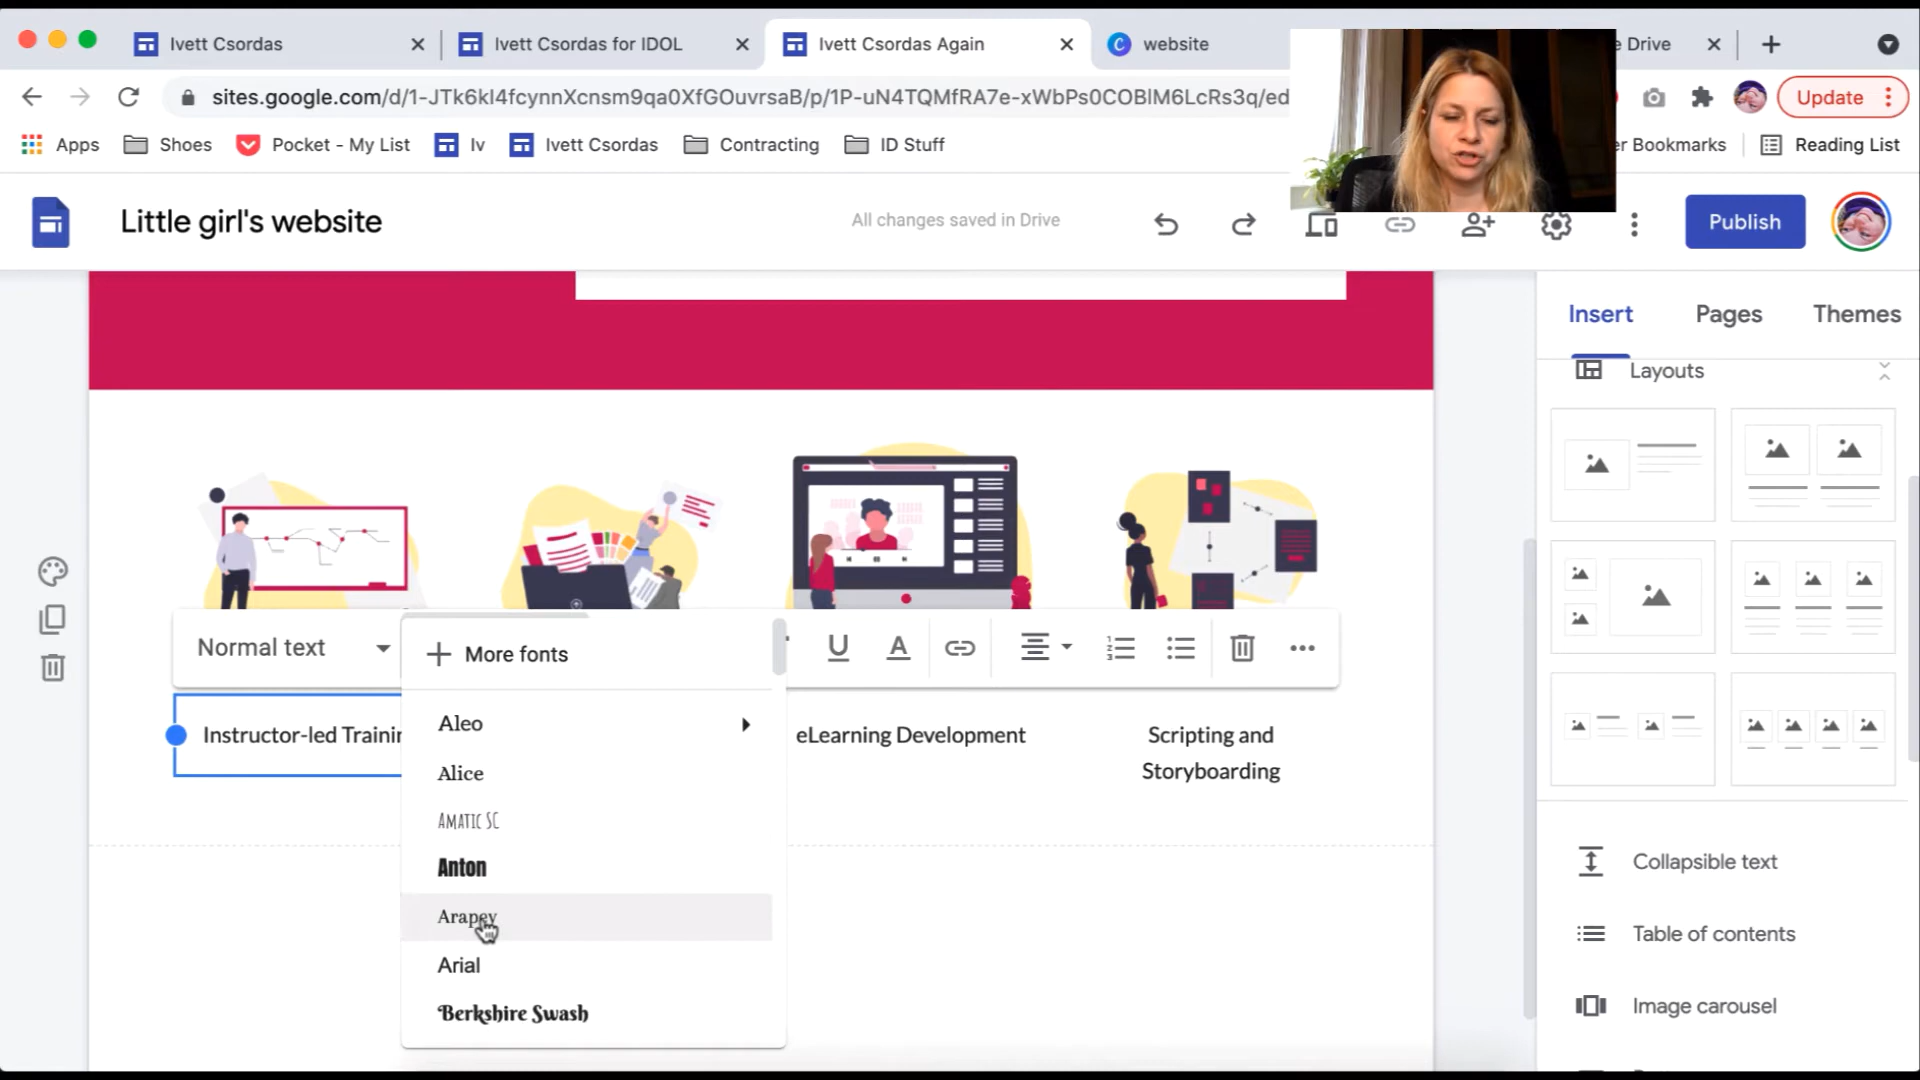 Ivett Csordas
Ivett Csordas for IDOL
Ivett Csordas Again
website
Drive
sites.google.com/d/1-JTk6kI4fcynnXcnsm9qa0XfGOuvrsaB/p/1P-uN4TQMfRA7e-xWbPs0COBIM6LcRs3q/ed
Update
Apps
Shoes
Pocket - My List
Iv
Ivett Csordas
Contracting
ID Stuff
er Bookmarks
Reading List
Little girl's website
All changes saved in Drive
Publish
Insert
Pages
Themes
Layouts
Normal text
More fonts
Aleo
Alice
Amatic SC
Anton
Arapey
Arial
Berkshire Swash
Instructor-led Trainin
eLearning Development
Scripting and
Storyboarding
Collapsible text
Table of contents
Image carousel